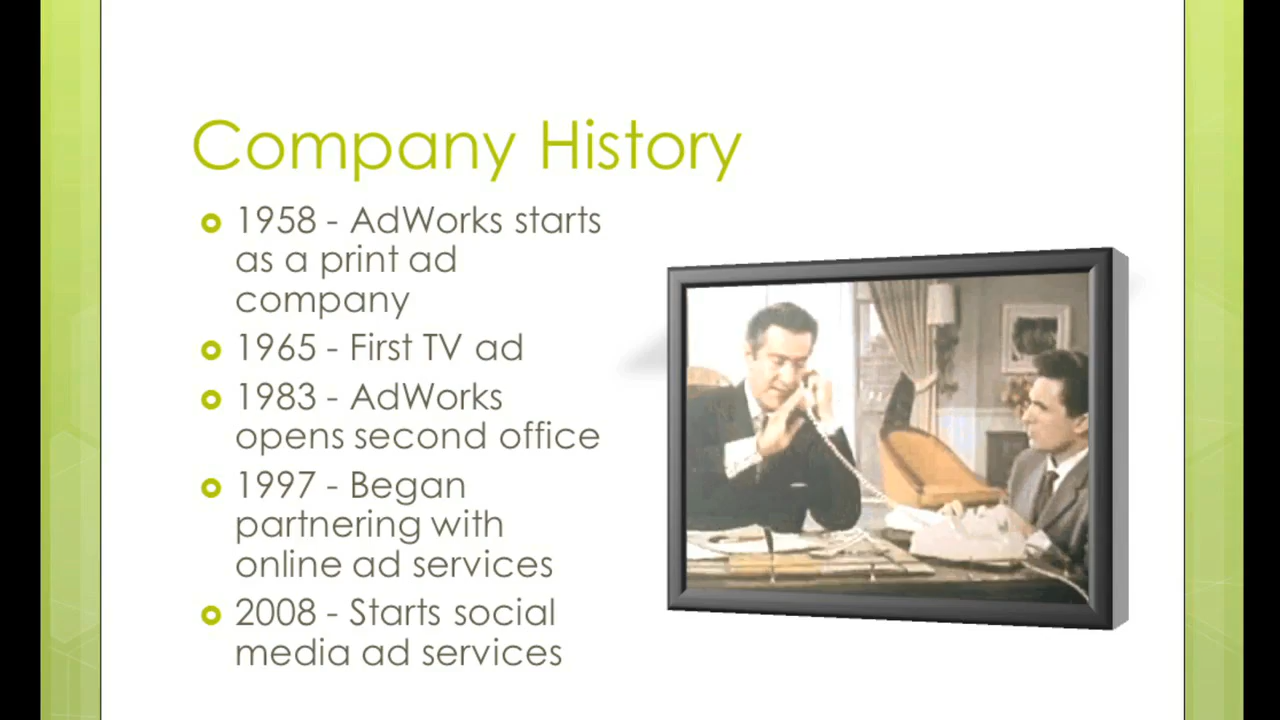 Company History
1958 - AdWorks starts
as a print ad
company
1965 - First TV ad
1983 - AdWorks
opens second office
1997 - Began
partnering with
online ad services
2008 - Starts social
media ad services